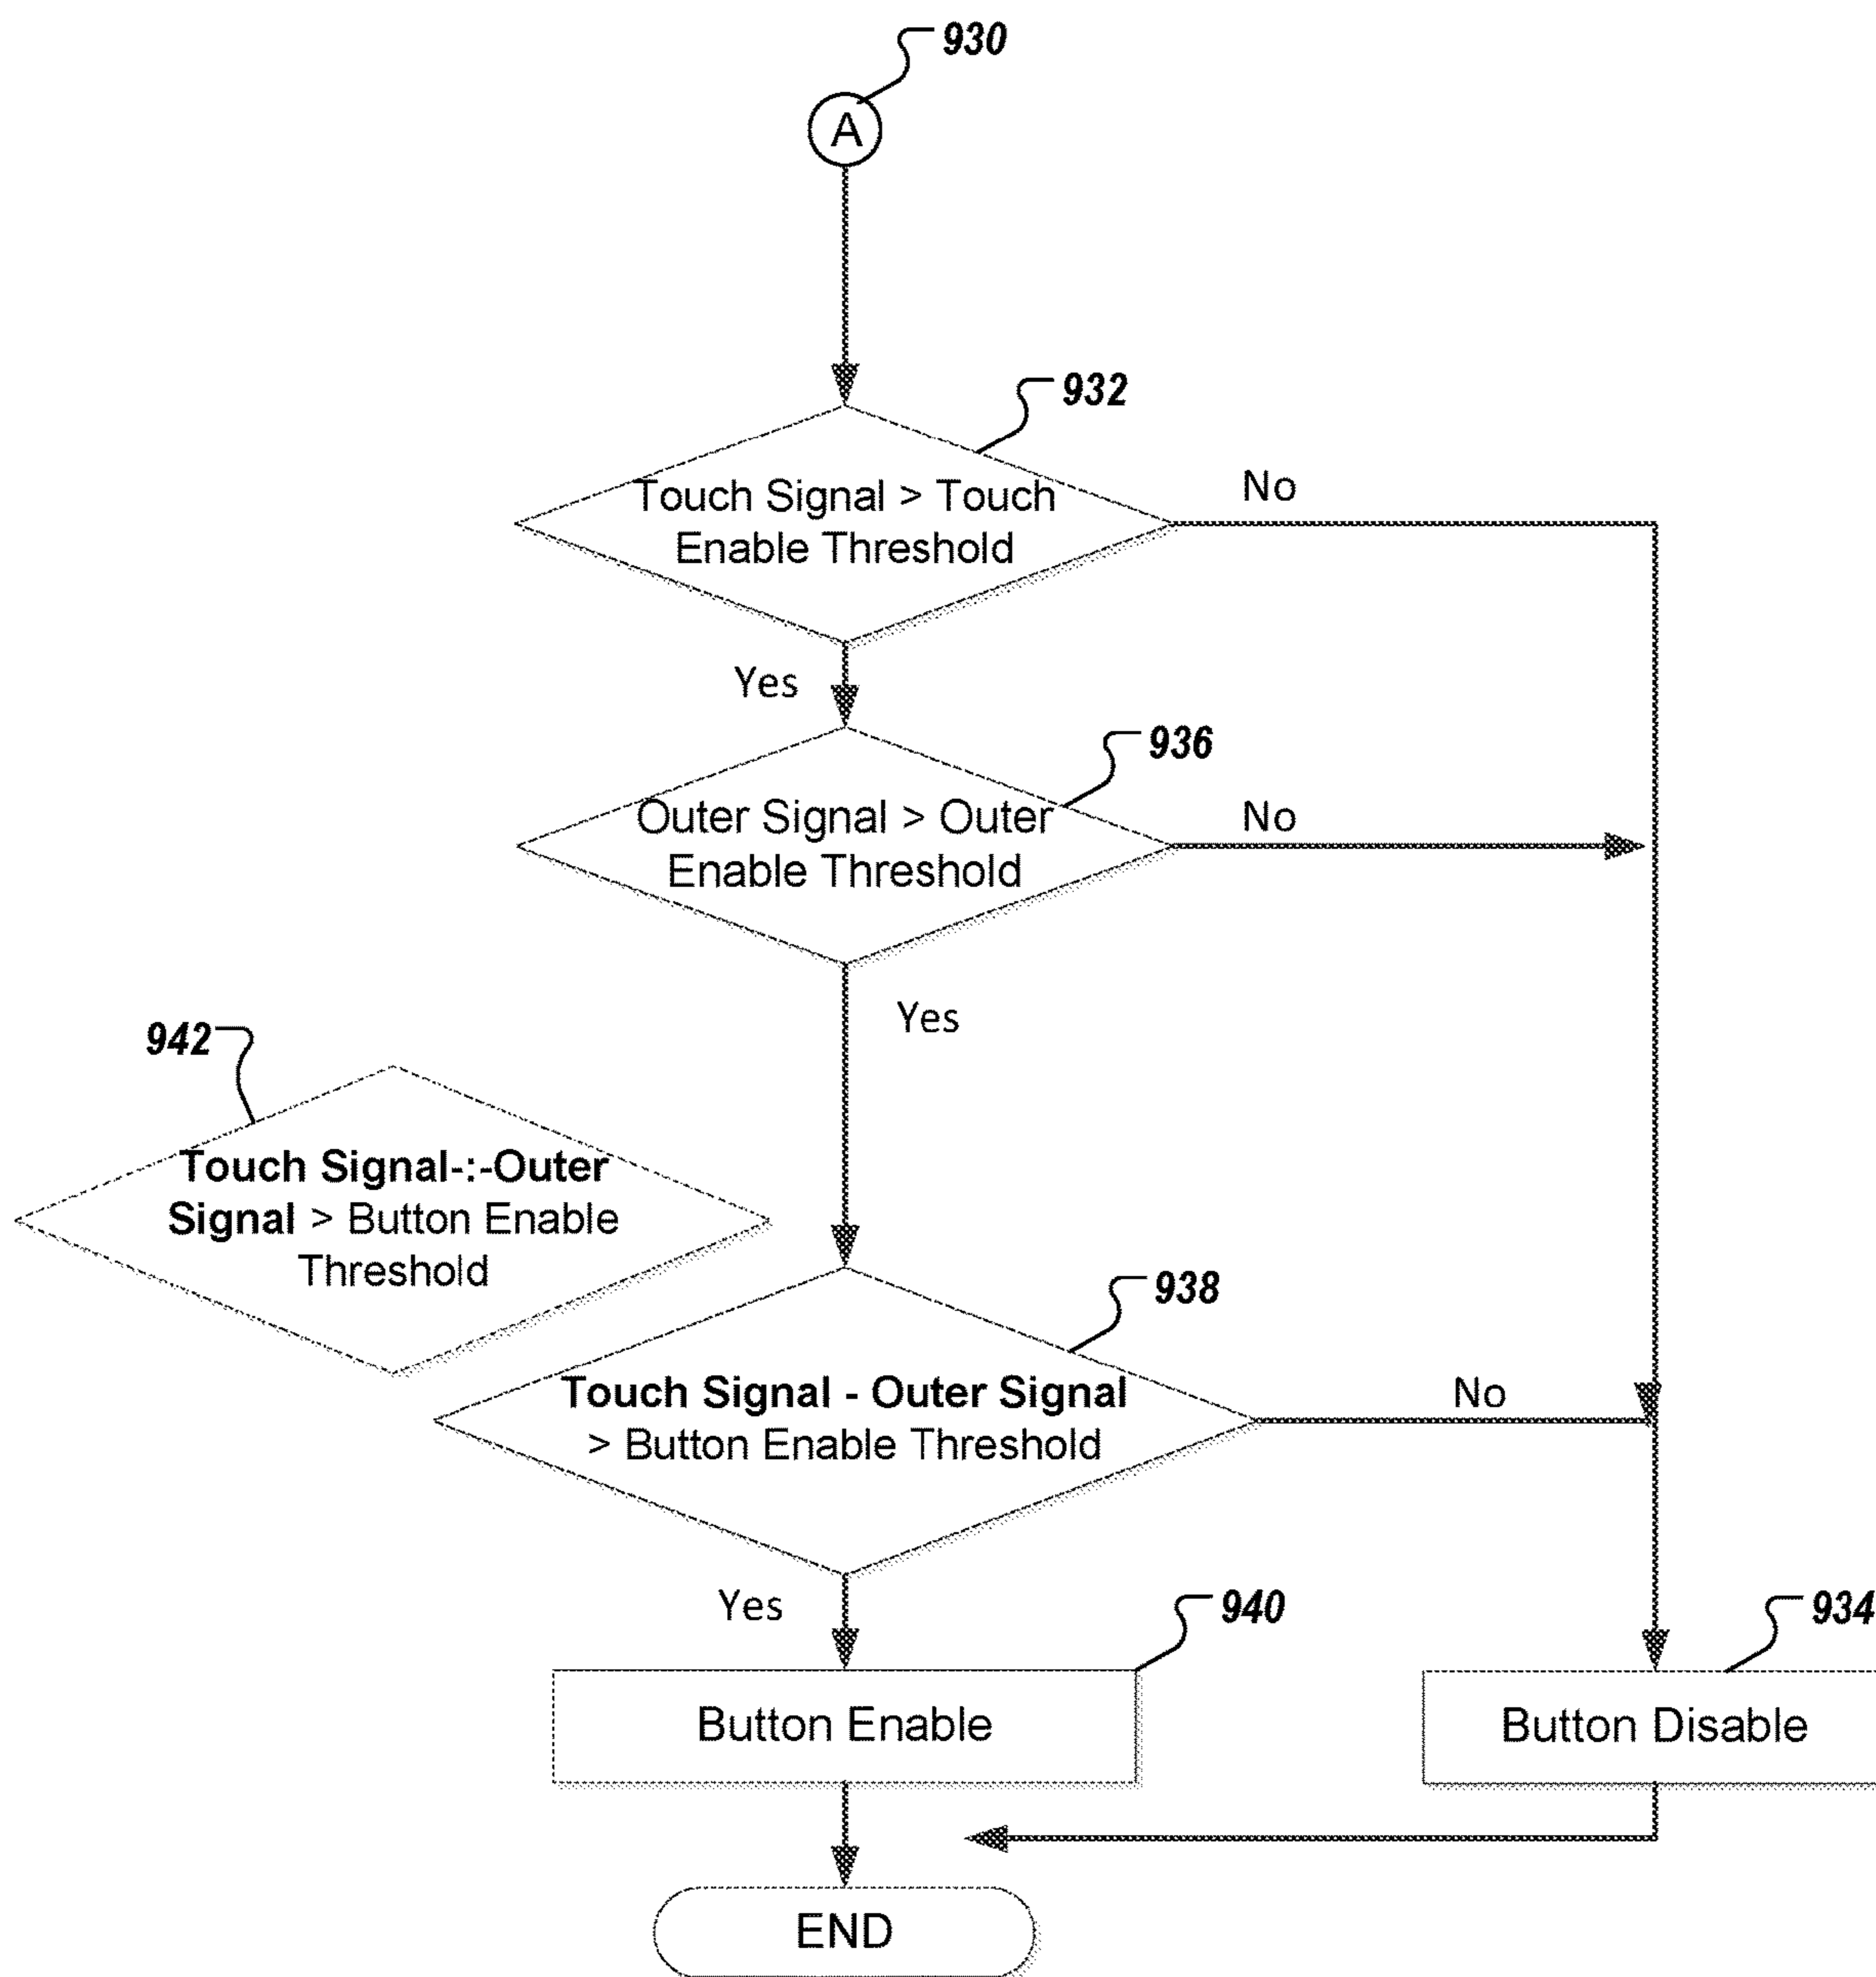 930
A
932
Touch Signal > Touch
Enable Threshold
No
Yes
936
Outer Signal > Outer
Enable Threshold
No
Yes
942
Touch Signal-:-Outer
Signal > Button Enable
Threshold
938
Touch Signal - Outer Signal
> Button Enable Threshold
No
Yes
940
Button Enable
934
Button Disable
END